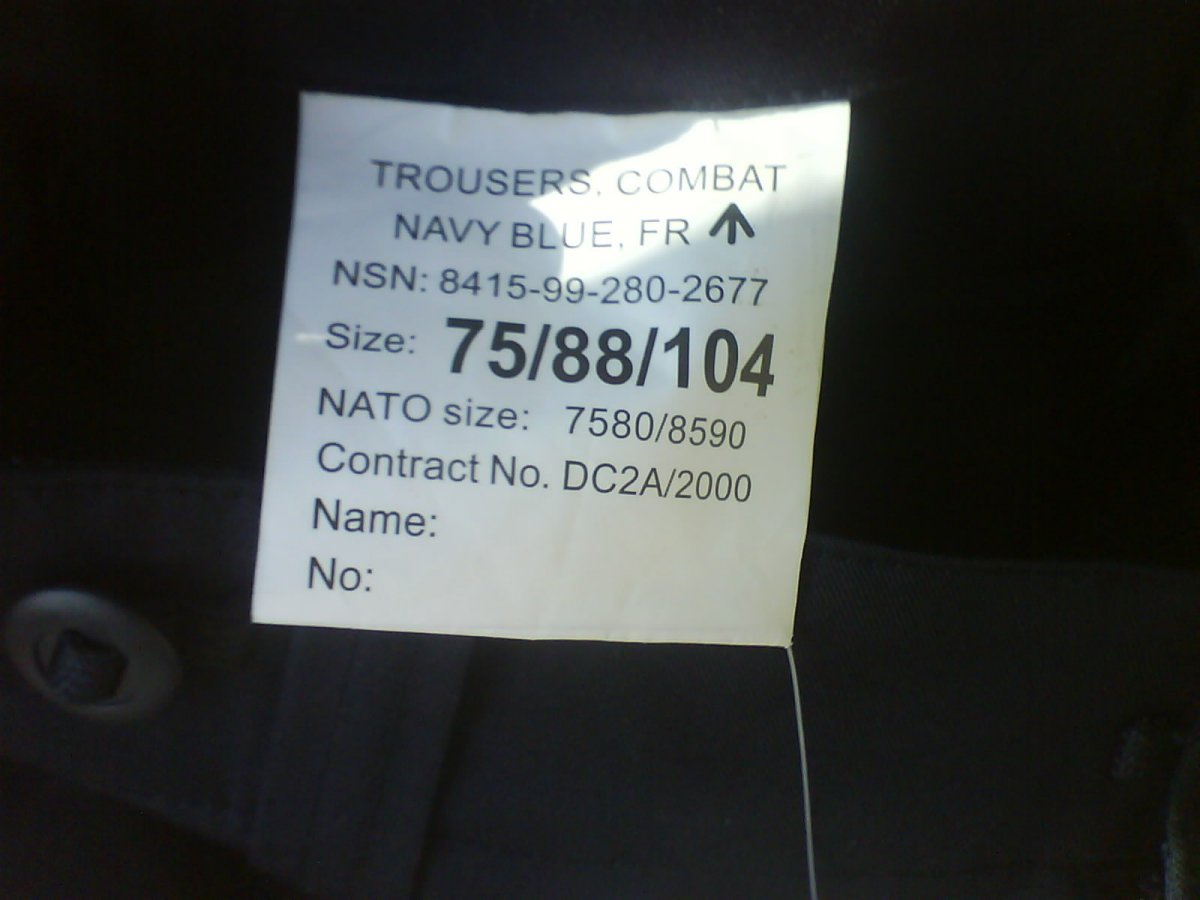 TROUSERS, COMBAT
NAVY BLUE, FR
NSN: 8415-99-280-2677
Size: 75/88/104
NATO size: 7580/8590
Contract No. DC2A/2000
Name:
No: